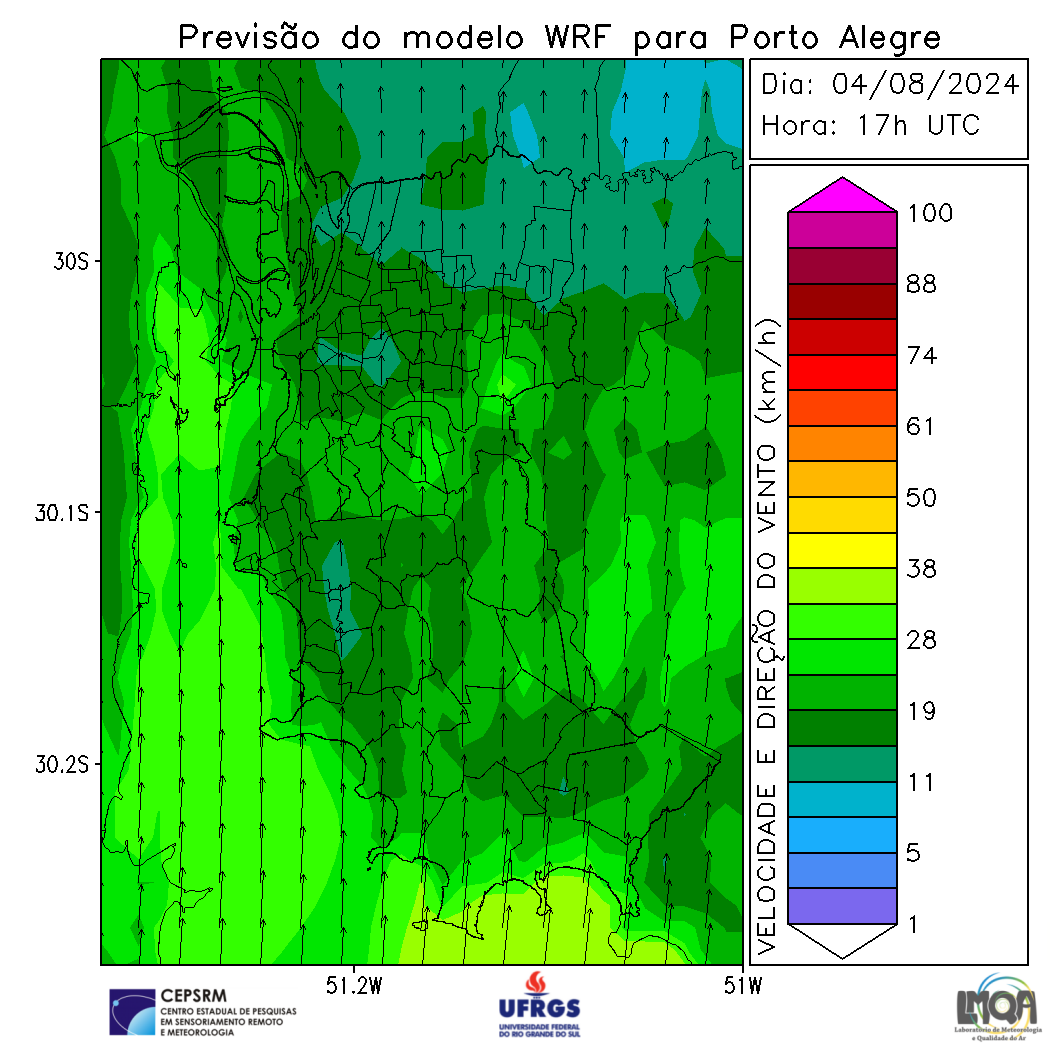 Previsão do modelo WRF para Porto Alegre
Dia: 04/08/2024
Hora: 17h UTC
30S
30.1S
30.2S
51.2W
51W
VELOCIDADE E DIREÇÃO DO VENTO (km/h)
100
88
74
61
50
38
28
19
11
5
1
CEPSRM
CENTRO ESTADUAL DE PESQUISAS
EM SENSORIAMENTO REMOTO
E METEOROLOGIA
UFRGS
UNIVERSIDADE FEDERAL
DO RIO GRANDE DO SUL
LMQA
Laboratório de Meteorologia
e Qualidade do Ar